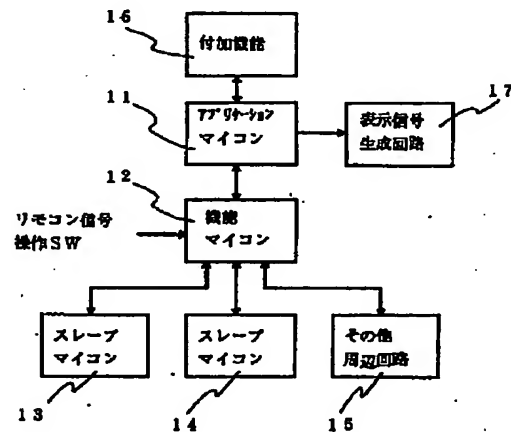 16
付加機能
11
アプリケーション
マイコン
17
表示信号
生成回路
12
機能
マイコン
リモコン信号
操作SW
スレーブ
マイコン
スレーブ
マイコン
その他
周辺回路
13
14
15